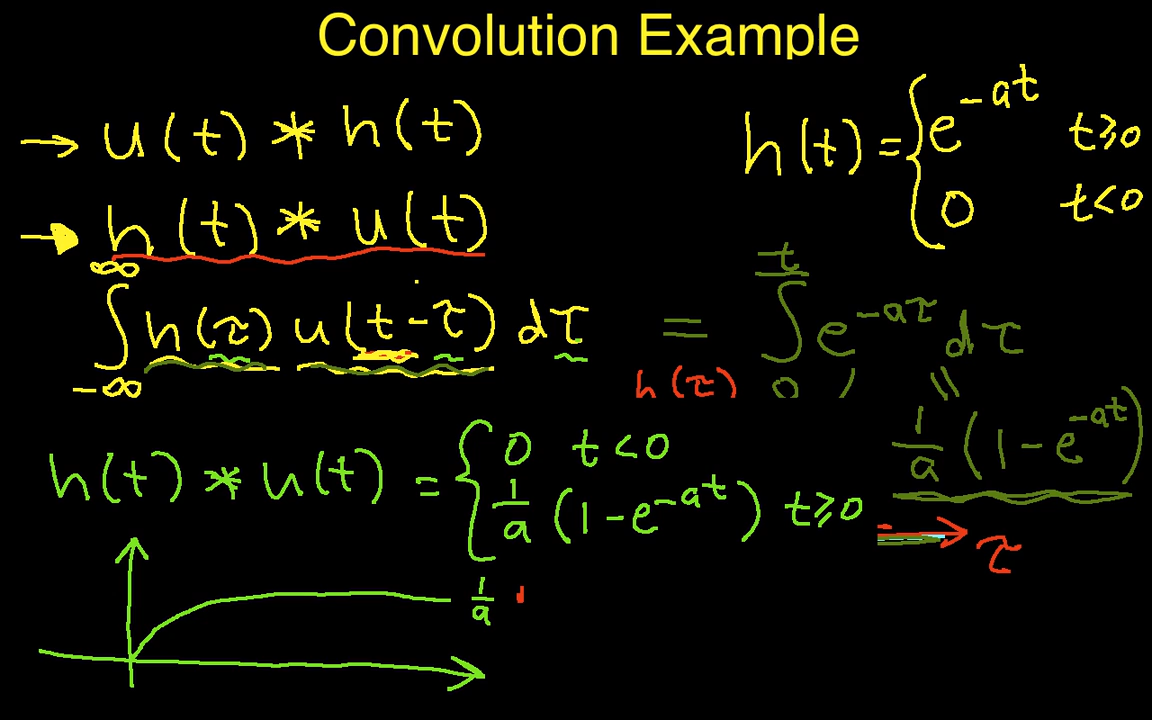 Convolution Example
→ u(t) * h(t)
h(t) = { e^{-at} t≥0
0 t<0
→ h(t) * u(t)
∫_{-∞}^{∞} h(τ) u(t-τ) dτ = ∫_{0}^{t} e^{-aτ} dτ
h(τ)
||
1/a (1-e^{-at})
h(t) * u(t) = { 0 t<0
1/a (1-e^{-at}) t≥0
τ
1/a